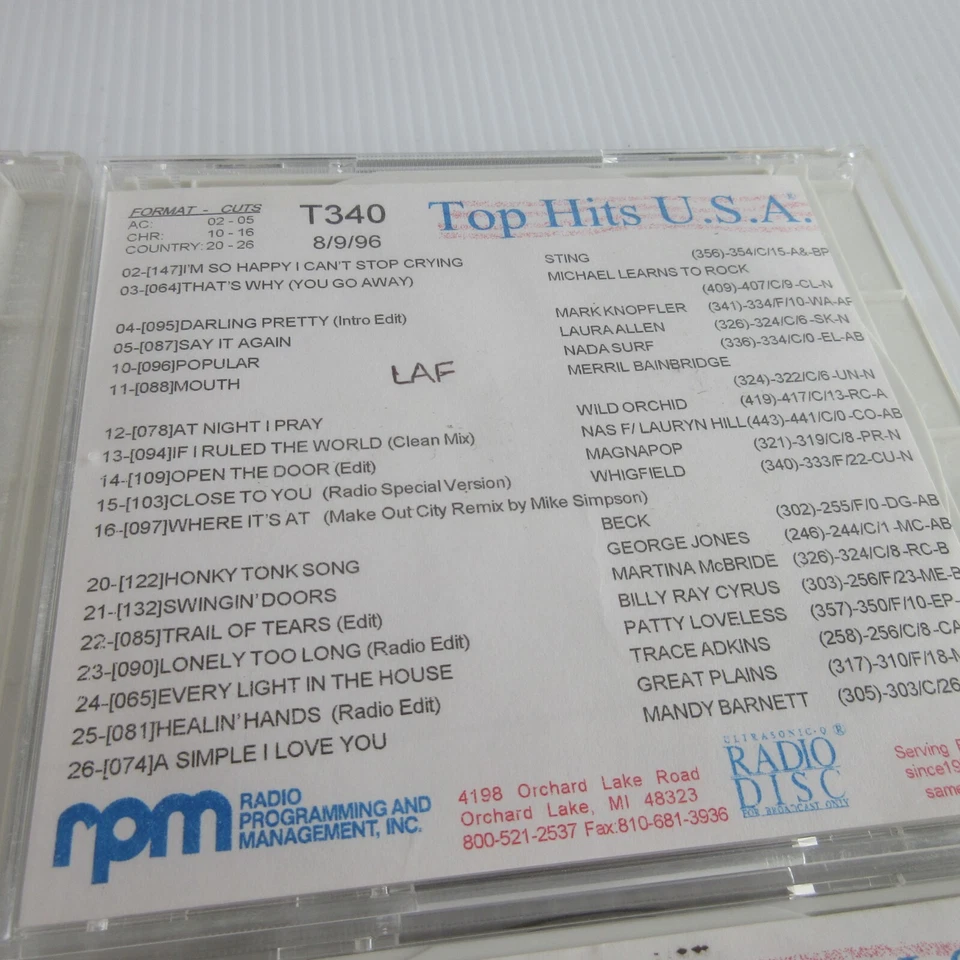 FORMAT - CUTS
AC: 02 - 05
CHR: 10 - 16
COUNTRY: 20 - 26
T340
8/9/96
Top Hits U.S.A.®
02-[147]I'M SO HAPPY I CAN'T STOP CRYING STING (356)-354/C/15-A&-BP
03-[064]THAT'S WHY (YOU GO AWAY) MICHAEL LEARNS TO ROCK
(409)-407/C/9-CL-N
04-[095]DARLING PRETTY (Intro Edit) MARK KNOPFLER (341)-334/F/10-WA-AF
05-[087]SAY IT AGAIN LAURA ALLEN (326)-324/C/6-SK-N
10-[096]POPULAR NADA SURF (336)-334/C/0-EL-AB
11-[088]MOUTH MERRIL BAINBRIDGE
(324)-322/C/6-UN-N
LAF
12-[078]AT NIGHT I PRAY WILD ORCHID (419)-417/C/13-RC-A
13-[094]IF I RULED THE WORLD (Clean Mix) NAS F/ LAURYN HILL(443)-441/C/0-CO-AB
14-[109]OPEN THE DOOR (Edit) MAGNAPOP (321)-319/C/8-PR-N
15-[103]CLOSE TO YOU (Radio Special Version) WHIGFIELD (340)-333/F/22-CU-N
16-[097]WHERE IT'S AT (Make Out City Remix by Mike Simpson)
BECK (302)-255/F/0-DG-AB
20-[122]HONKY TONK SONG GEORGE JONES (246)-244/C/1-MC-AB
21-[132]SWINGIN' DOORS MARTINA McBRIDE (326)-324/C/8-RC-B
22-[085]TRAIL OF TEARS (Edit) BILLY RAY CYRUS (303)-256/F/23-ME-B
23-[090]LONELY TOO LONG (Radio Edit) PATTY LOVELESS (357)-350/F/10-EP-
24-[065]EVERY LIGHT IN THE HOUSE TRACE ADKINS (258)-256/C/8-CA
25-[081]HEALIN' HANDS (Radio Edit) GREAT PLAINS (317)-310/F/18-
26-[074]A SIMPLE I LOVE YOU MANDY BARNETT (305)-303/C/26
rpm RADIO
PROGRAMMING AND
MANAGEMENT, INC.
4198 Orchard Lake Road
Orchard Lake, MI 48323
800-521-2537 Fax:810-681-3936
ULTRASONIC-Q®
RADIO
DISC
FOR BROADCAST ONLY
Serving
since19
same